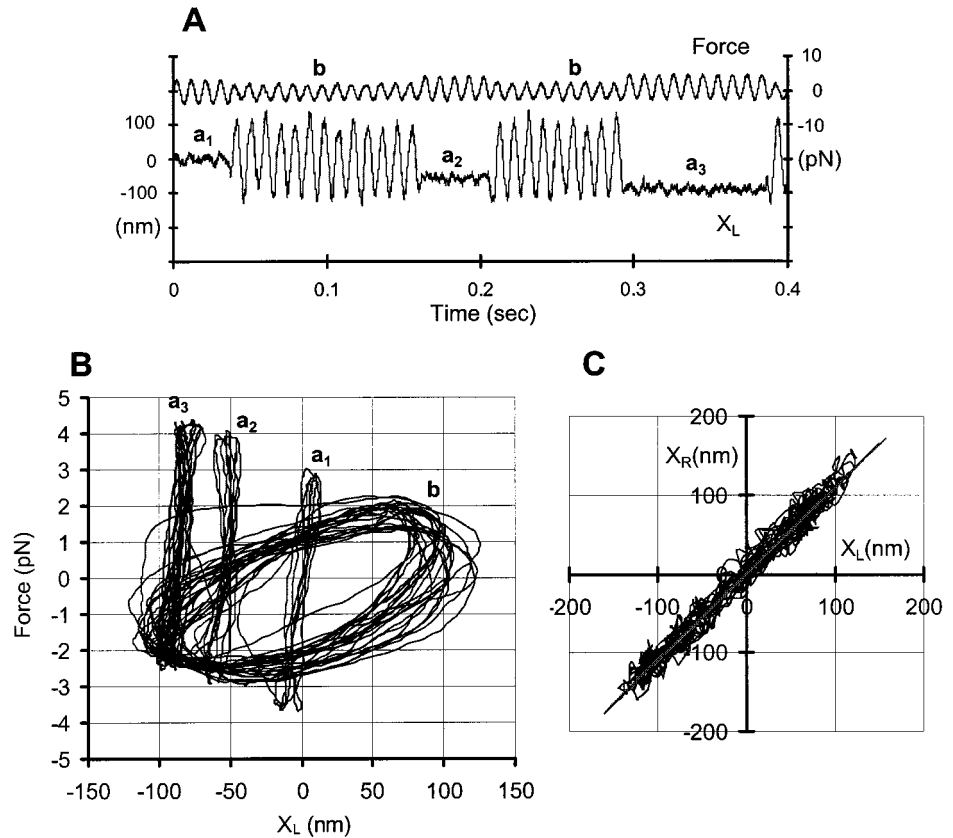 A
Force
10
b
b
0
100
a1
-10
0
a2
(pN)
-100
a3
(nm)
XL
0
0.1
0.2
0.3
0.4
Time (sec)
B
5
a3
4
a2
3
a1
2
b
1
0
-1
-2
-3
-4
-5
Force (pN)
-150
-100
-50
0
50
100
150
XL (nm)
C
200
XR(nm)
100
XL(nm)
-200
-100
0
100
200
-100
-200